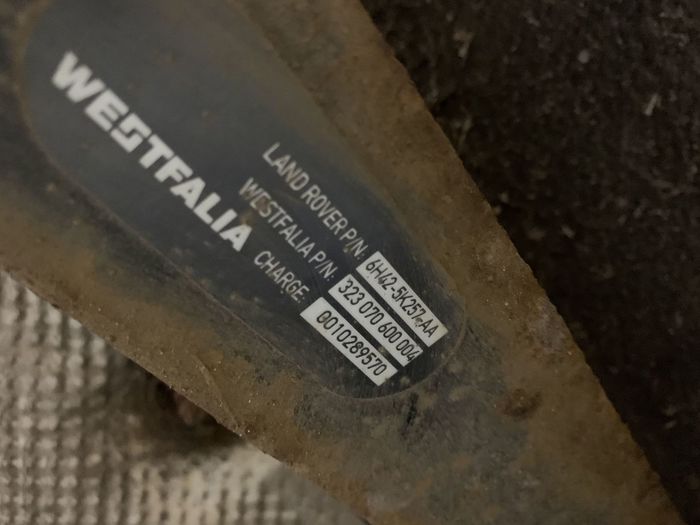 WESTFALIA
LAND ROVER P/N: 6H42-5K257-AA
WESTFALIA P/N: 323 070 600 004
CHARGE: 0010289570